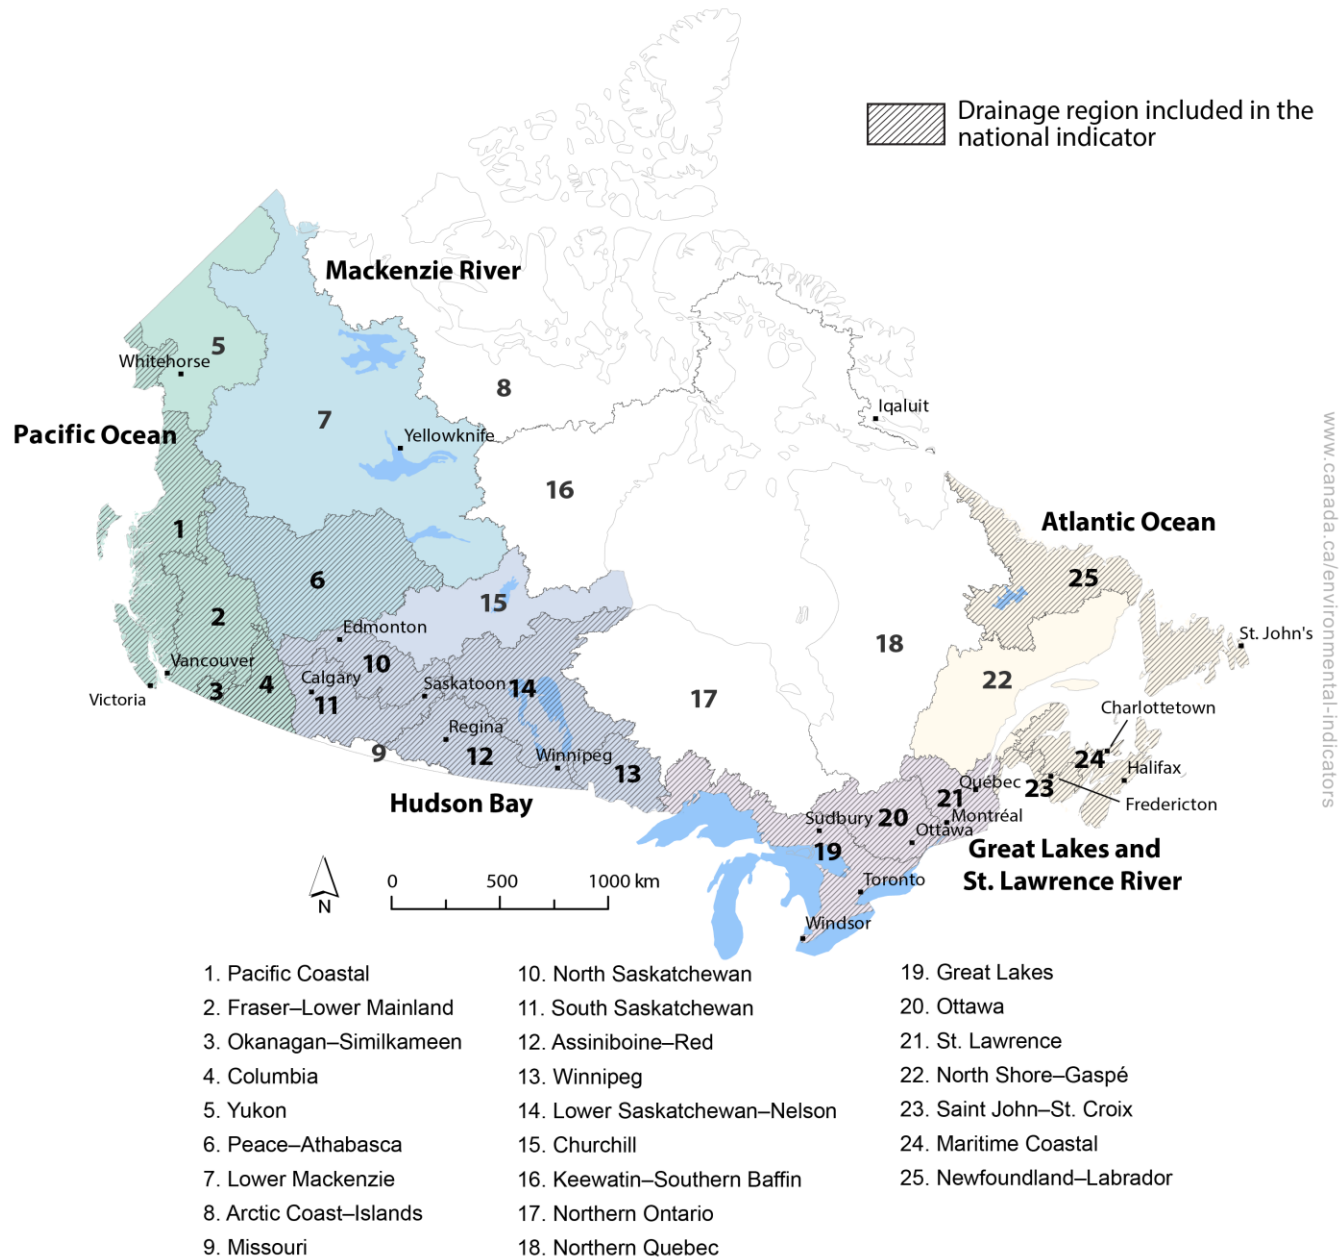 Drainage region included in the
national indicator
Mackenzie River
5
Whitehorse
8
7
Iqaluit
Pacific Ocean
Yellowknife
16
1
Atlantic Ocean
6
25
15
2
Edmonton
18
St. John's
10
Vancouver
Calgary
Saskatoon
14
22
3
4
Victoria
11
17
Charlottetown
Regina
9
12
Winnipeg
24
Halifax
13
Québec
23
21
Fredericton
Hudson Bay
Sudbury
20
Montréal
Ottawa
19
Great Lakes and
St. Lawrence River
Toronto
0 500 1000 km
N
Windsor
www.canada.ca/environmental-indicators
1. Pacific Coastal
2. Fraser–Lower Mainland
3. Okanagan–Similkameen
4. Columbia
5. Yukon
6. Peace–Athabasca
7. Lower Mackenzie
8. Arctic Coast–Islands
9. Missouri
10. North Saskatchewan
11. South Saskatchewan
12. Assiniboine–Red
13. Winnipeg
14. Lower Saskatchewan–Nelson
15. Churchill
16. Keewatin–Southern Baffin
17. Northern Ontario
18. Northern Quebec
19. Great Lakes
20. Ottawa
21. St. Lawrence
22. North Shore–Gaspé
23. Saint John–St. Croix
24. Maritime Coastal
25. Newfoundland–Labrador